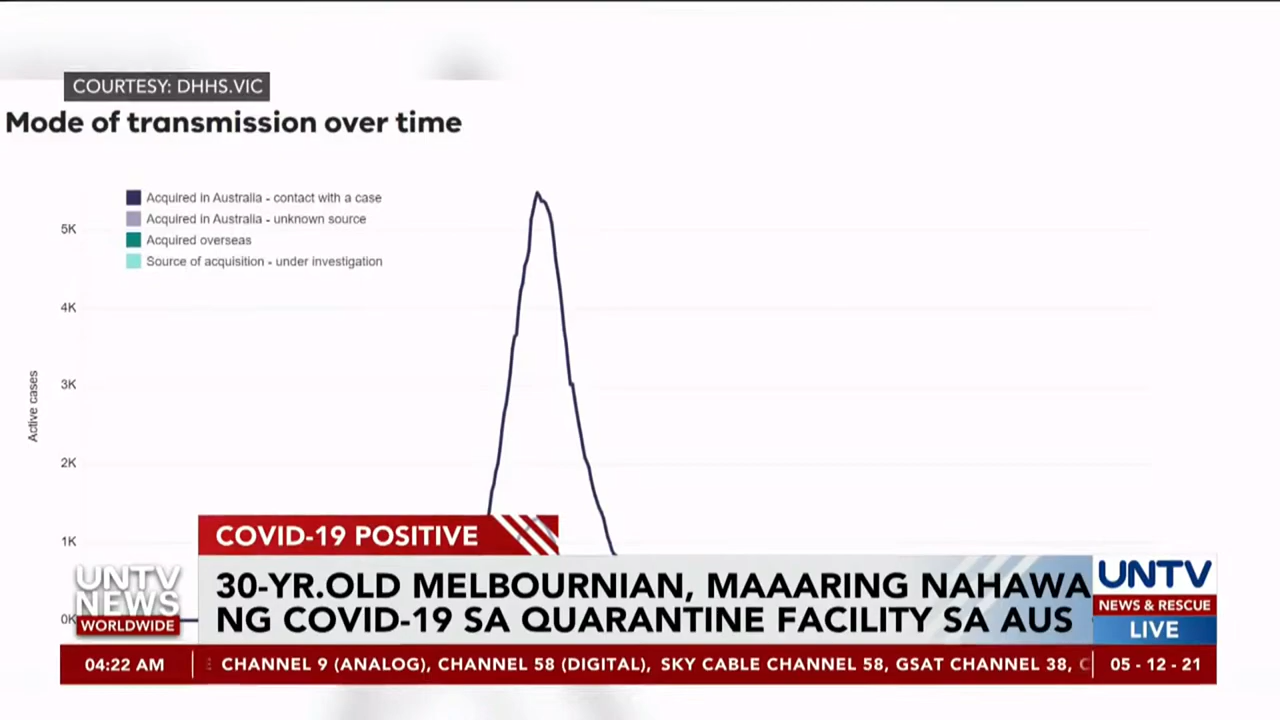 COURTESY: DHHS.VIC
Mode of transmission over time
Acquired in Australia - contact with a case
Acquired in Australia - unknown source
Acquired overseas
Source of acquisition - under investigation
5K
4K
3K
2K
1K
0K
Active cases
COVID-19 POSITIVE
30-YR.OLD MELBOURNIAN, MAAARING NAHAWA
NG COVID-19 SA QUARANTINE FACILITY SA AUS
UNTV
NEWS
WORLDWIDE
UNTV
NEWS & RESCUE
LIVE
04:22 AM
CHANNEL 9 (ANALOG), CHANNEL 58 (DIGITAL), SKY CABLE CHANNEL 58, GSAT CHANNEL 38,
05 - 12 - 21